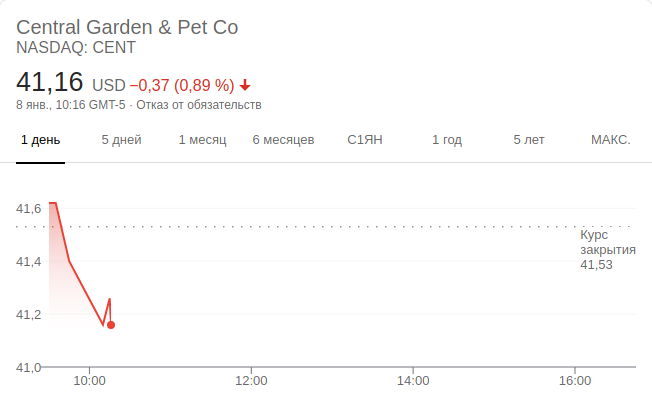 Central Garden & Pet Co
NASDAQ: CENT
41,16 USD −0,37 (0,89 %)
8 янв., 10:16 GMT-5 · Отказ от обязательств
1 день 5 дней 1 месяц 6 месяцев С1ЯН 1 год 5 лет МАКС.
41,6
Курс
закрытия
41,53
41,4
41,2
41,0
10:00 12:00 14:00 16:00